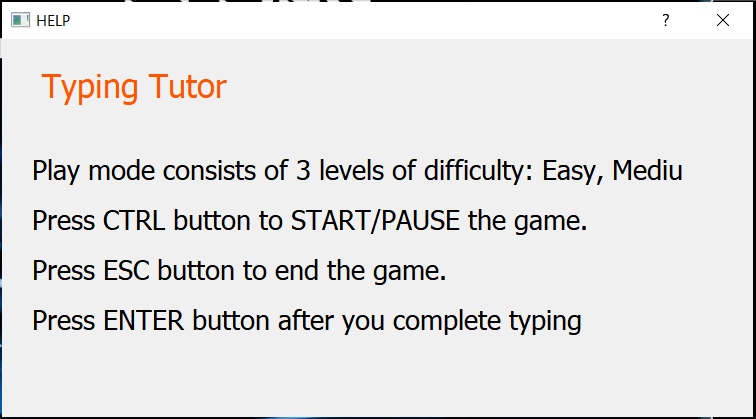 HELP
Typing Tutor
Play mode consists of 3 levels of difficulty: Easy, Mediu
Press CTRL button to START/PAUSE the game.
Press ESC button to end the game.
Press ENTER button after you complete typing